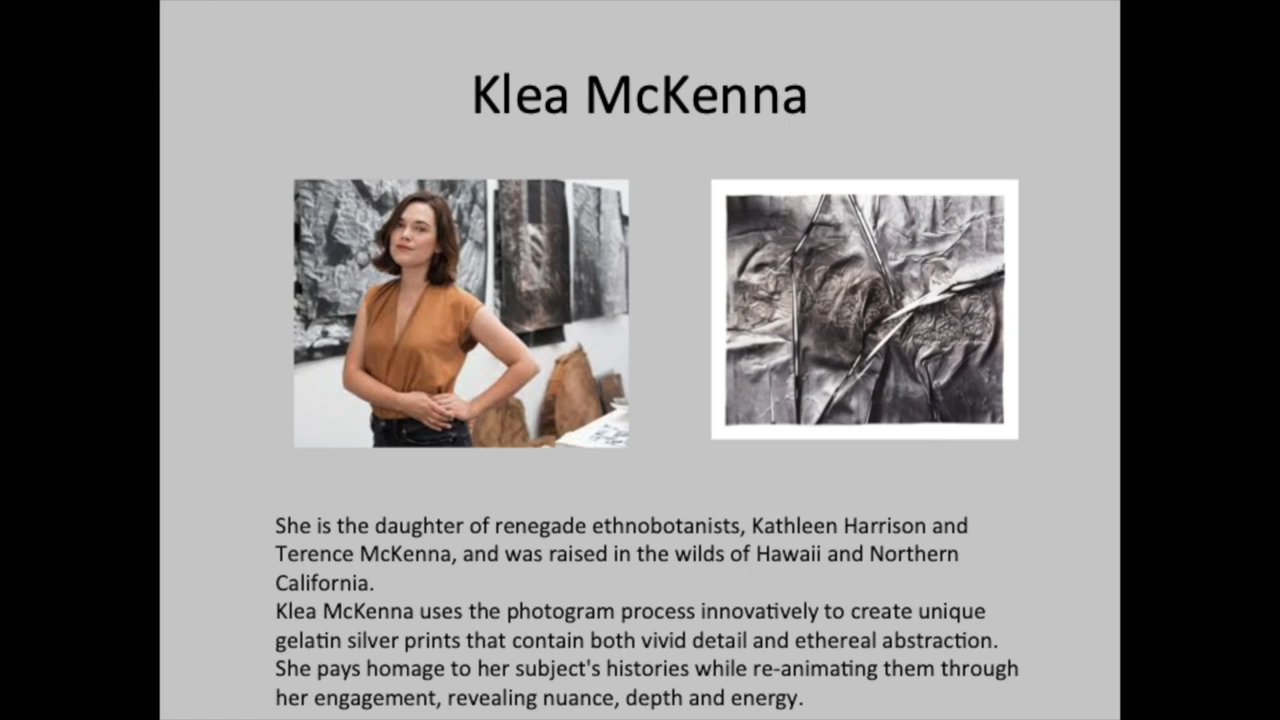 Klea McKenna
She is the daughter of renegade ethnobotanists, Kathleen Harrison and
Terence McKenna, and was raised in the wilds of Hawaii and Northern
California.
Klea McKenna uses the photogram process innovatively to create unique
gelatin silver prints that contain both vivid detail and ethereal abstraction.
She pays homage to her subject's histories while re-animating them through
her engagement, revealing nuance, depth and energy.